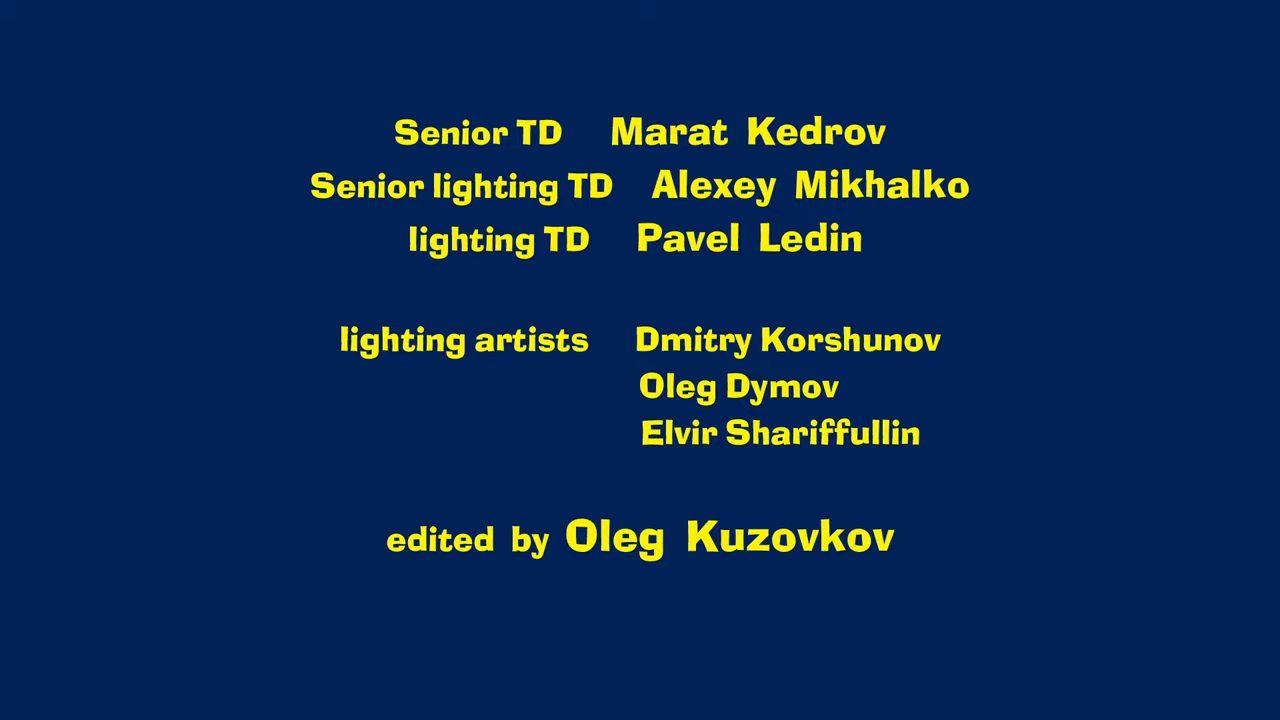 Senior TD Marat Kedrov
Senior lighting TD Alexey Mikhalko
lighting TD Pavel Ledin
lighting artists Dmitry Korshunov
Oleg Dymov
Elvir Shariffullin
edited by Oleg Kuzovkov